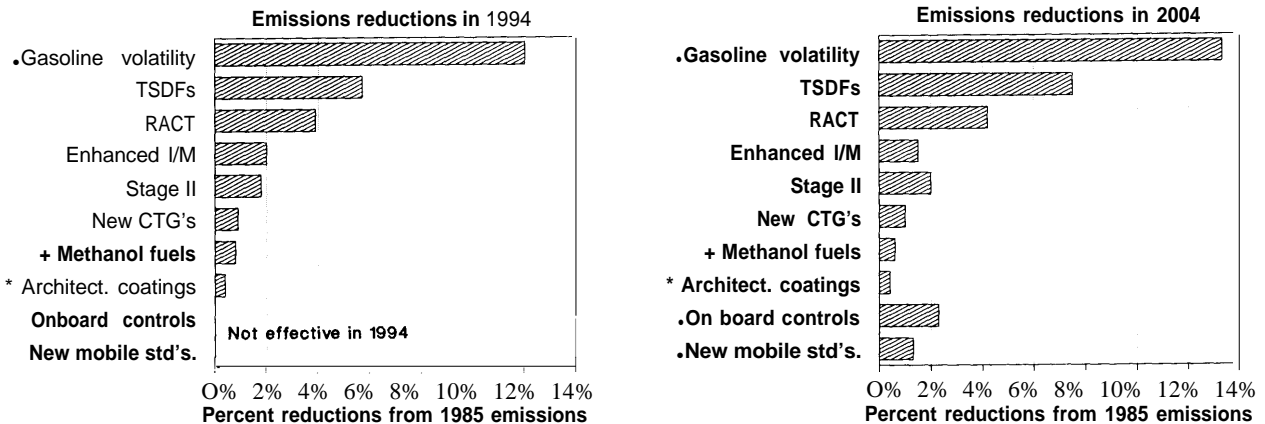 Emissions reductions in 1994
.Gasoline volatility
TSDFs
RACT
Enhanced I/M
Stage II
New CTG's
+ Methanol fuels
* Architect. coatings
Onboard controls
Not effective in 1994
New mobile std's.
O% 2% 4% 6% 8% 10% 12% 14%
Percent reductions from 1985 emissions
Emissions reductions in 2004
.Gasoline volatility
TSDFs
RACT
Enhanced I/M
Stage II
New CTG's
+ Methanol fuels
* Architect. coatings
.On board controls
.New mobile std's.
O% 2% 4% 6% 8% 10% 12% 14%
Percent reductions from 1985 emissions